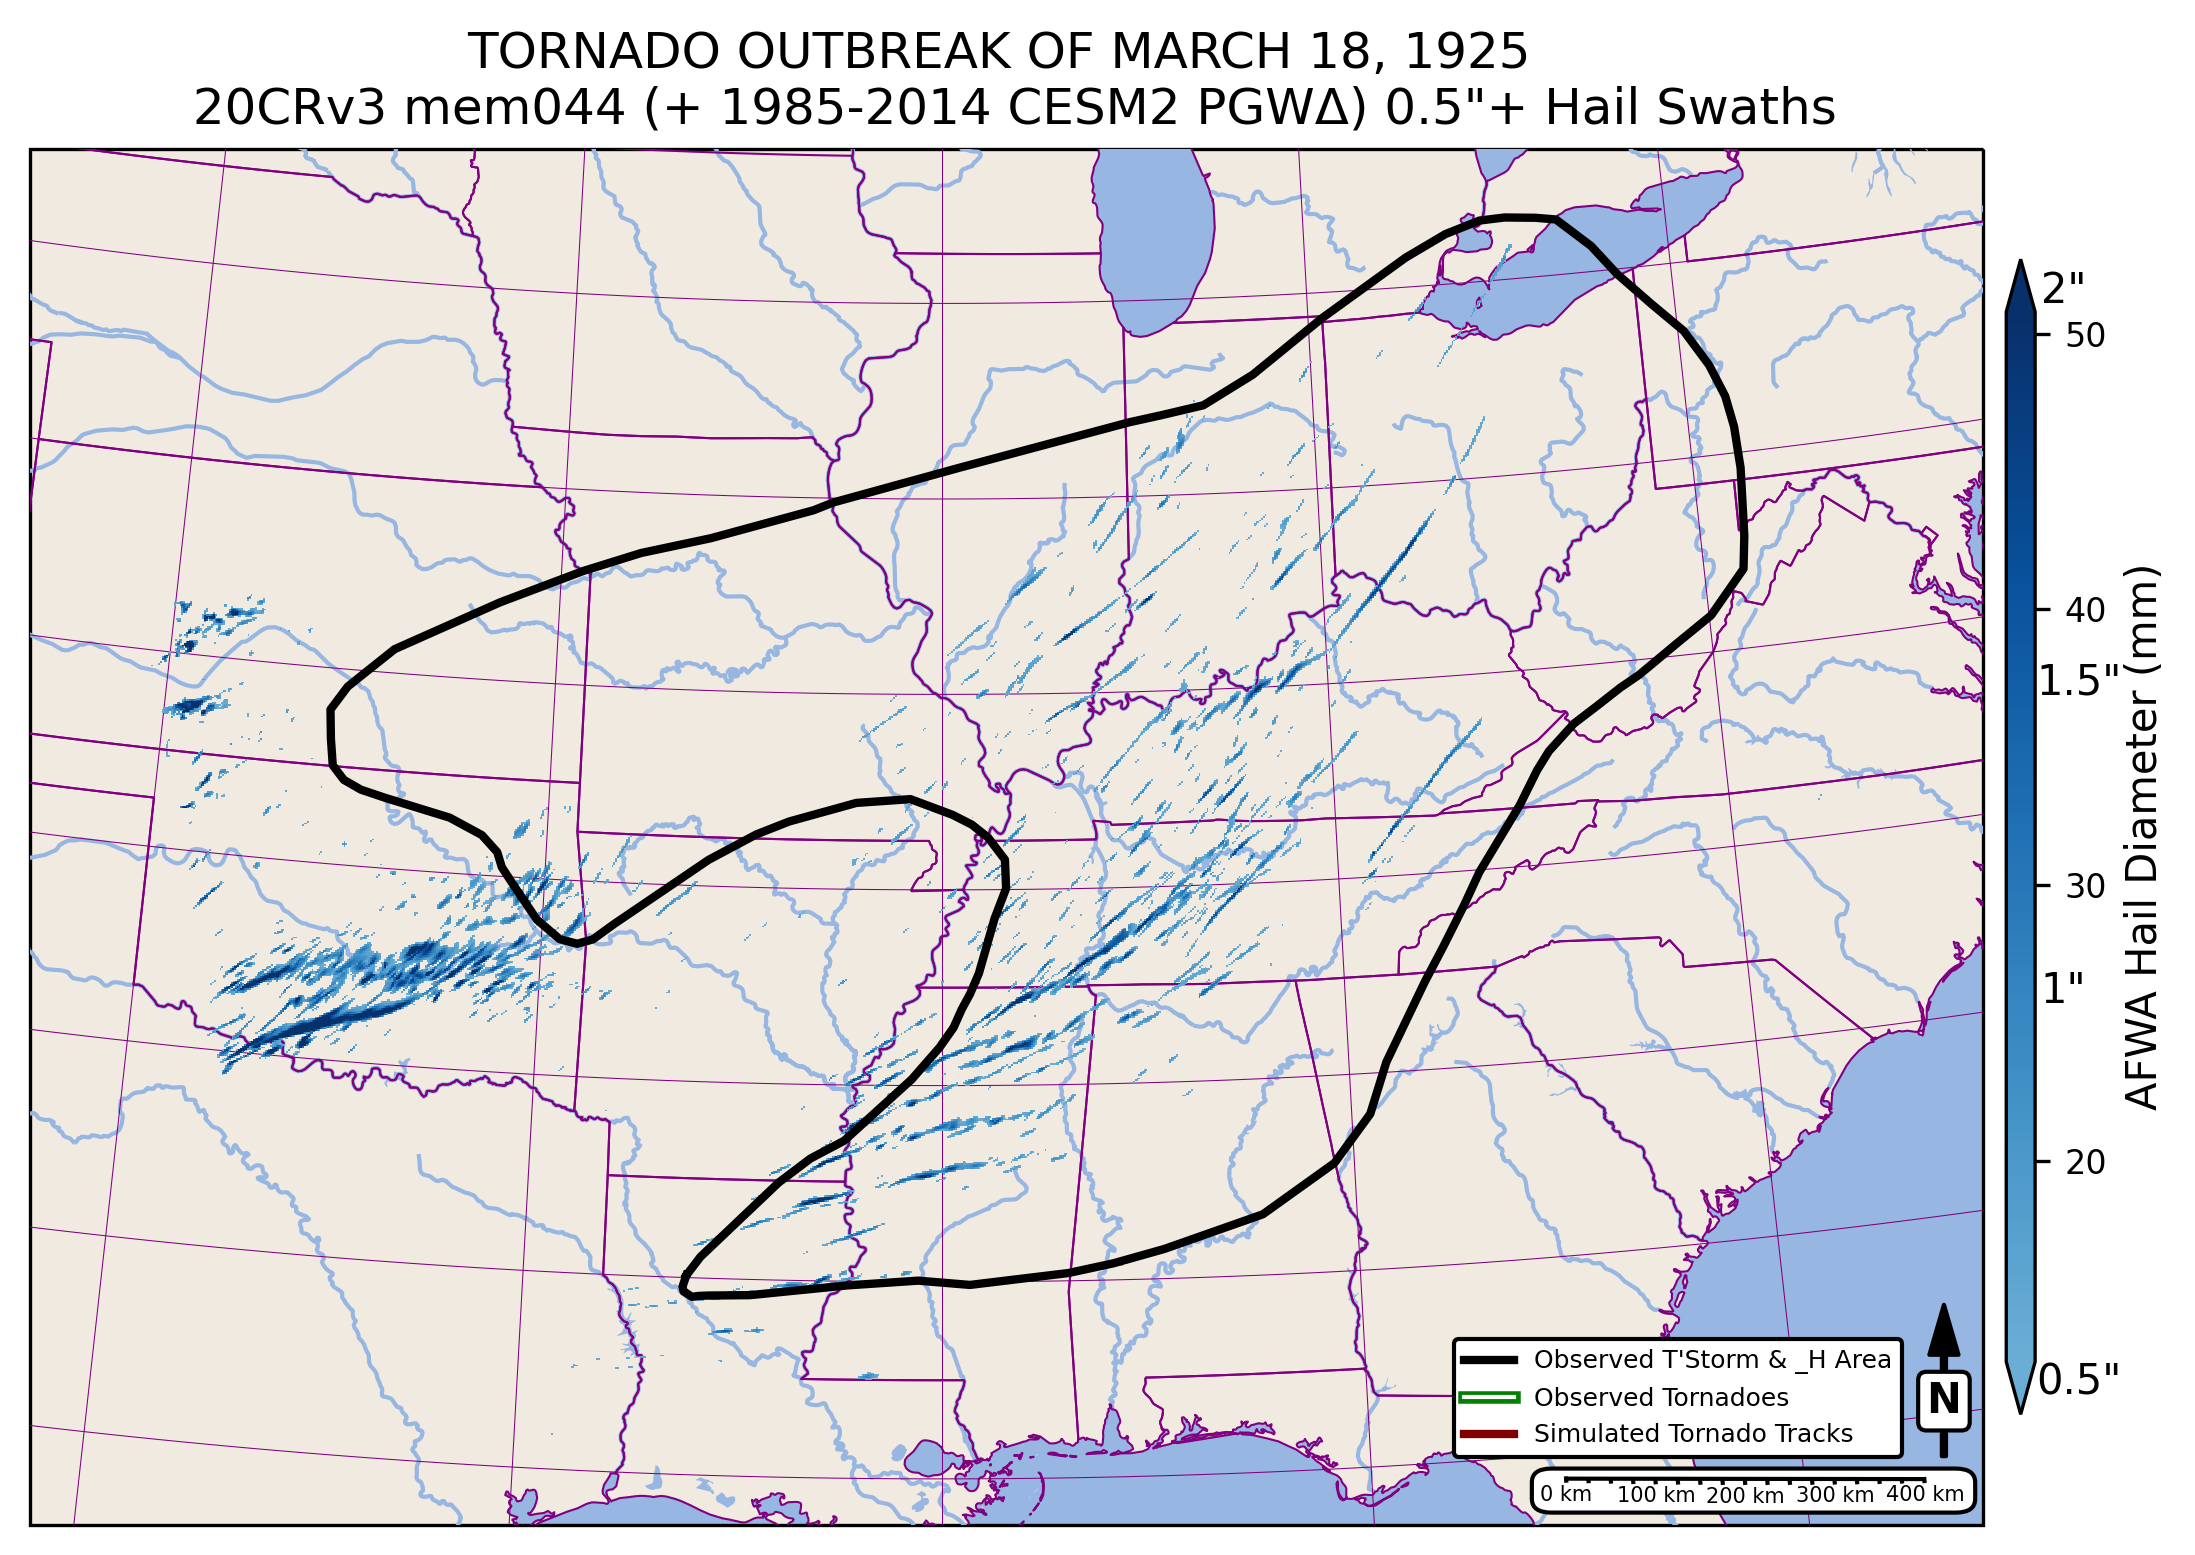 TORNADO OUTBREAK OF MARCH 18, 1925
20CRv3 mem044 (+ 1985-2014 CESM2 PGWΔ) 0.5"+ Hail Swaths
2"
50
40
1.5"
30
1"
20
0.5"
AFWA Hail Diameter (mm)
Observed T'Storm & _H Area
Observed Tornadoes
Simulated Tornado Tracks
N
0 km 100 km 200 km 300 km 400 km